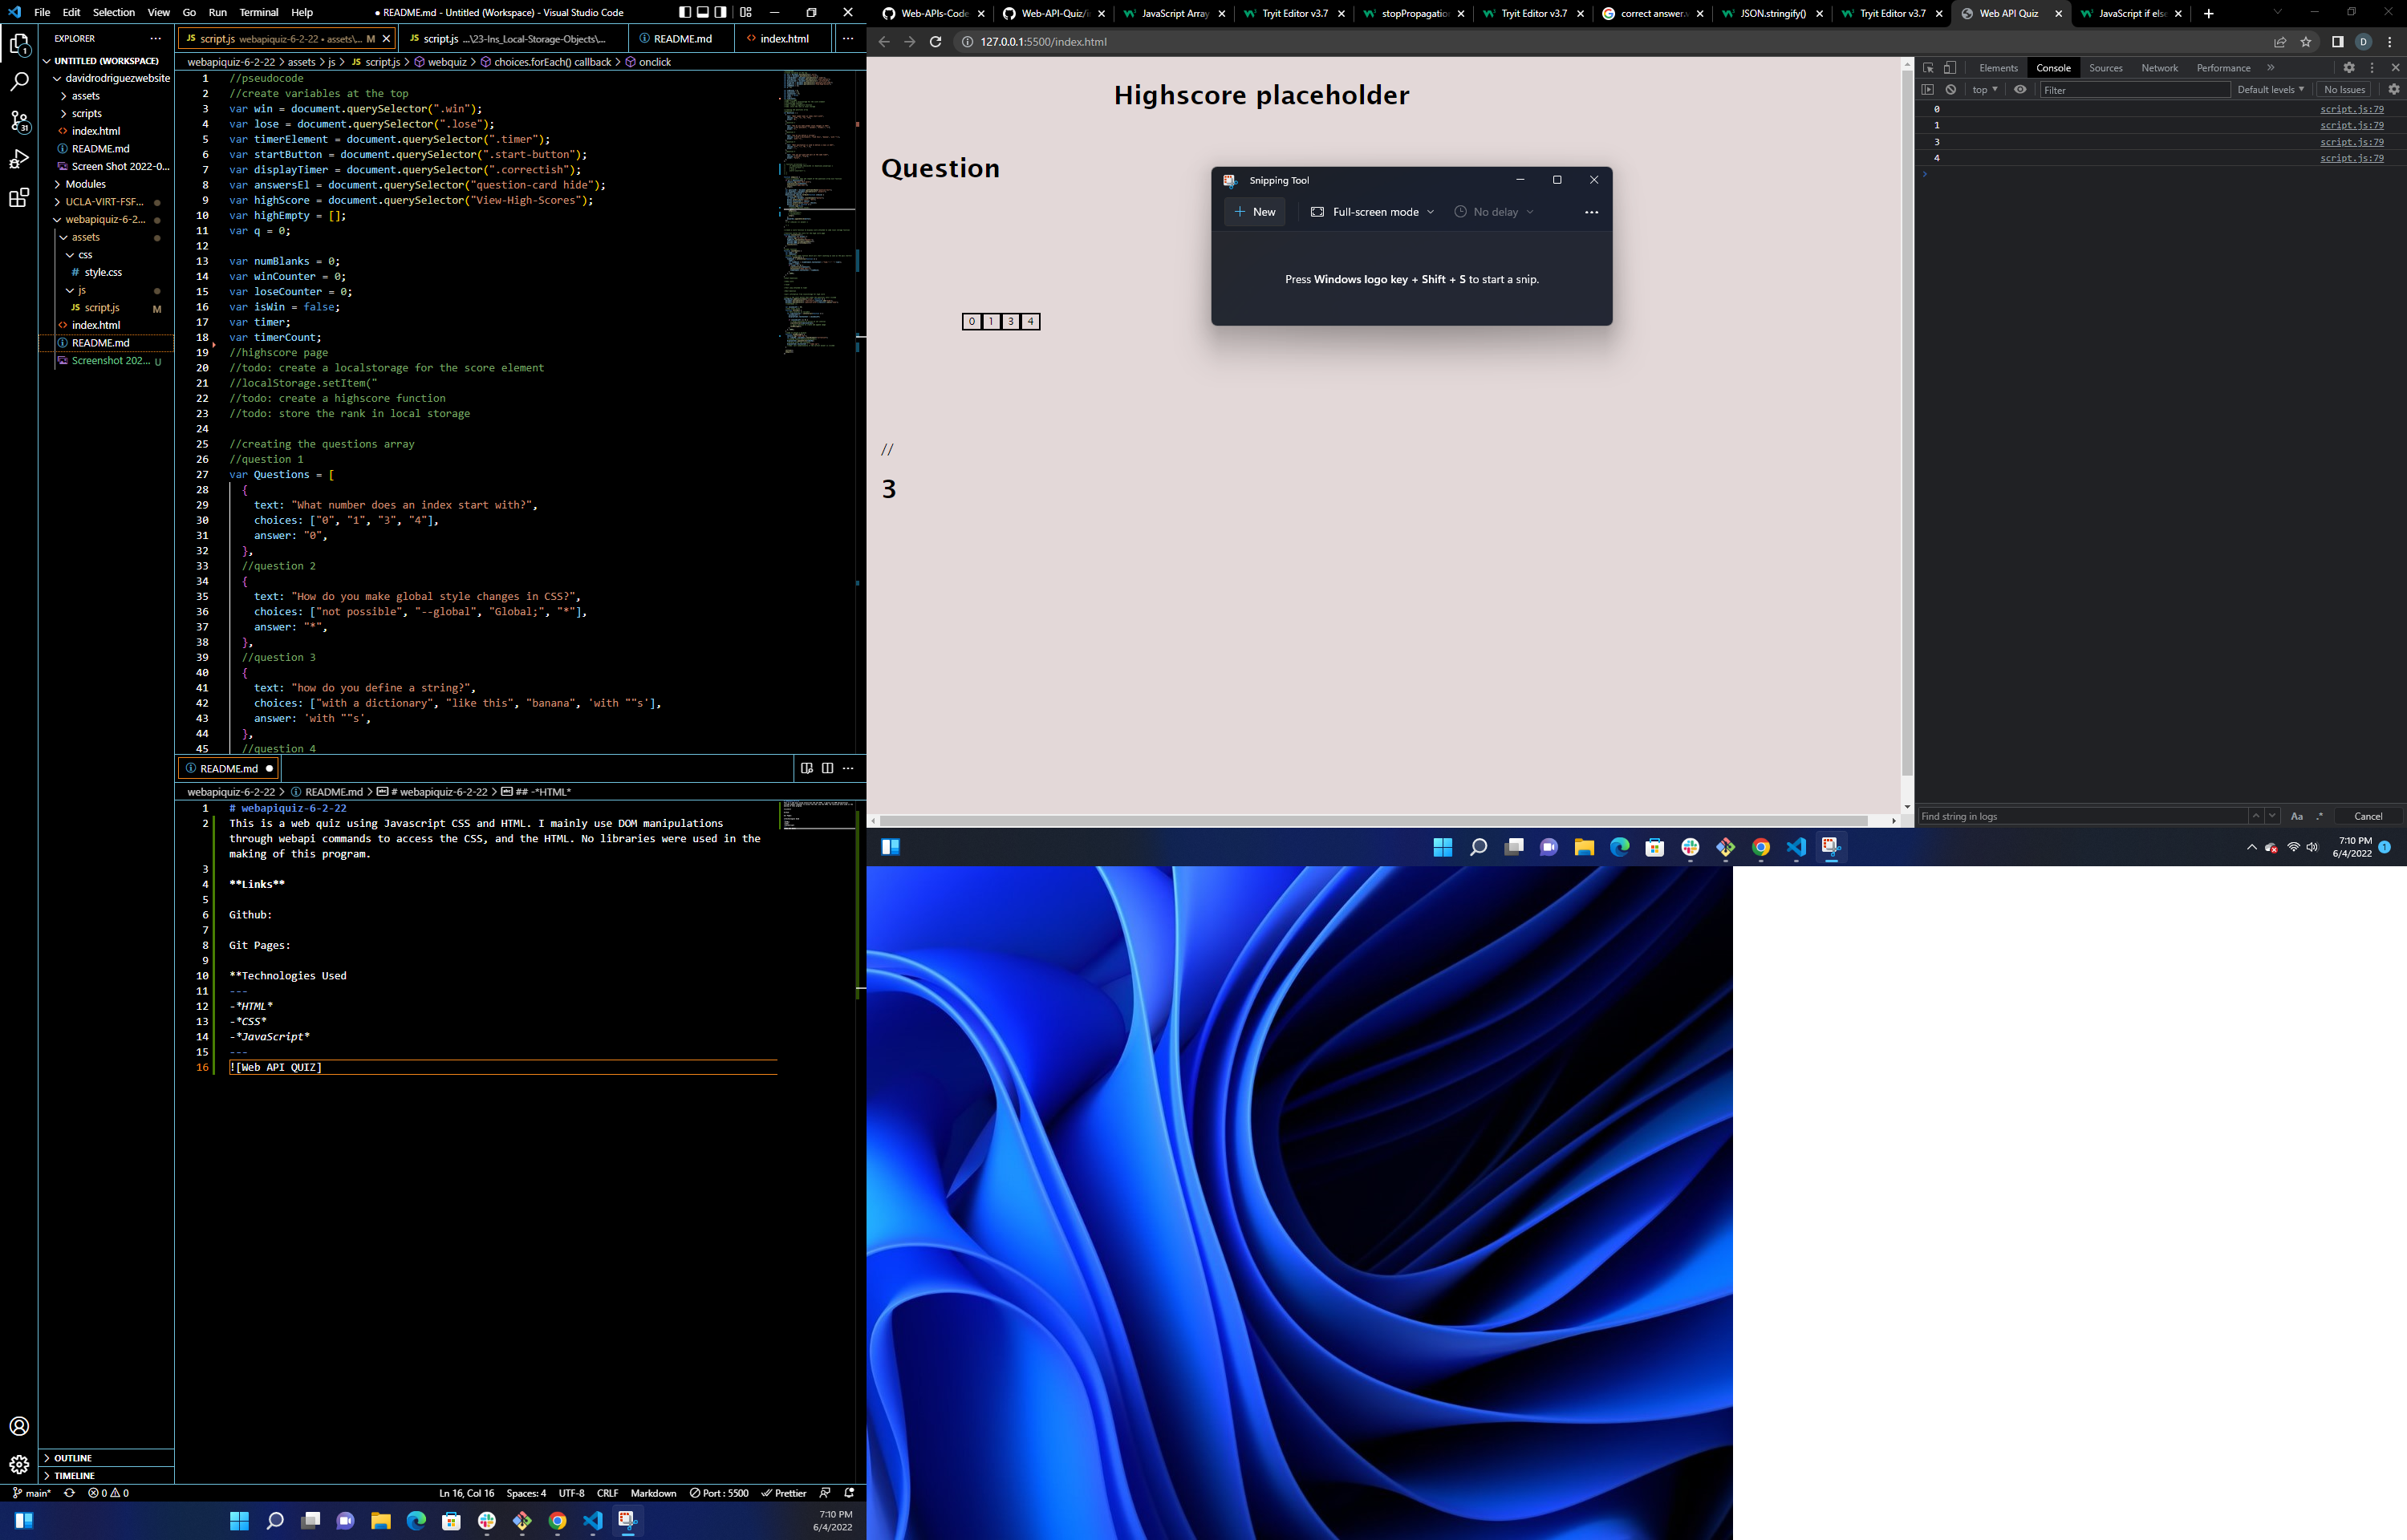 File Edit Selection View Go Run Terminal Help
● README.md - Untitled (Workspace) - Visual Studio Code
EXPLORER
UNTITLED (WORKSPACE)
davidrodriguezwebsite
assets
scripts
index.html
README.md
Screen Shot 2022-0...
Modules
UCLA-VIRT-FSF...
webapiquiz-6-2...
assets
css
style.css
js
script.js M
index.html
README.md
Screenshot 202... U
OUTLINE
TIMELINE
script.js webapiquiz-6-2-22 • assets\... M
script.js ...\23-Ins_Local-Storage-Objects\...
README.md
index.html
webapiquiz-6-2-22 > assets > js > script.js > webquiz > choices.forEach() callback > onclick
1 //pseudocode
2 //create variables at the top
3 var win = document.querySelector(".win");
4 var lose = document.querySelector(".lose");
5 var timerElement = document.querySelector(".timer");
6 var startButton = document.querySelector(".start-button");
7 var displayTimer = document.querySelector(".correctish");
8 var answersEl = document.querySelector("question-card hide");
9 var highScore = document.querySelector("View-High-Scores");
10 var highEmpty = [];
11 var q = 0;
12
13 var numBlanks = 0;
14 var winCounter = 0;
15 var loseCounter = 0;
16 var isWin = false;
17 var timer;
18 var timerCount;
19 //highscore page
20 //todo: create a localstorage for the score element
21 //localStorage.setItem("
22 //todo: create a highscore function
23 //todo: store the rank in local storage
24
25 //creating the questions array
26 //question 1
27 var Questions = [
28 {
29 text: "What number does an index start with?",
30 choices: ["0", "1", "3", "4"],
31 answer: "0",
32 },
33 //question 2
34 {
35 text: "How do you make global style changes in CSS?",
36 choices: ["not possible", "--global", "Global;", "*"],
37 answer: "*",
38 },
39 //question 3
40 {
41 text: "how do you define a string?",
42 choices: ["with a dictionary", "like this", "banana", 'with ""s'],
43 answer: 'with ""s',
44 },
45 //question 4
README.md ●
webapiquiz-6-2-22 > README.md > # webapiquiz-6-2-22 > ## -*HTML*
1 # webapiquiz-6-2-22
2 This is a web quiz using Javascript CSS and HTML. I mainly use DOM manipulations
through webapi commands to access the CSS, and the HTML. No libraries were used in the
making of this program.
3
4 **Links**
5
6 Github:
7
8 Git Pages:
9
10 **Technologies Used
11 ---
12 -*HTML*
13 -*CSS*
14 -*JavaScript*
15 ---
16 ![Web API QUIZ]
main* 0 0 Ln 16, Col 16 Spaces: 4 UTF-8 CRLF Markdown Port : 5500 Prettier
7:10 PM
6/4/2022
Web-APIs-Code
Web-API-Quiz/i
JavaScript Array
Tryit Editor v3.7
stopPropagation
Tryit Editor v3.7
correct answer.
JSON.stringify()
Tryit Editor v3.7
Web API Quiz
JavaScript if else
127.0.0.1:5500/index.html
D
Highscore placeholder
Question
0 1 3 4
//
3
Snipping Tool
New Full-screen mode No delay
Press Windows logo key + Shift + S to start a snip.
Elements Console Sources Network Performance
top Filter Default levels No Issues
0 script.js:79
1 script.js:79
3 script.js:79
4 script.js:79
Find string in logs Aa .* Cancel
7:10 PM
6/4/2022
1